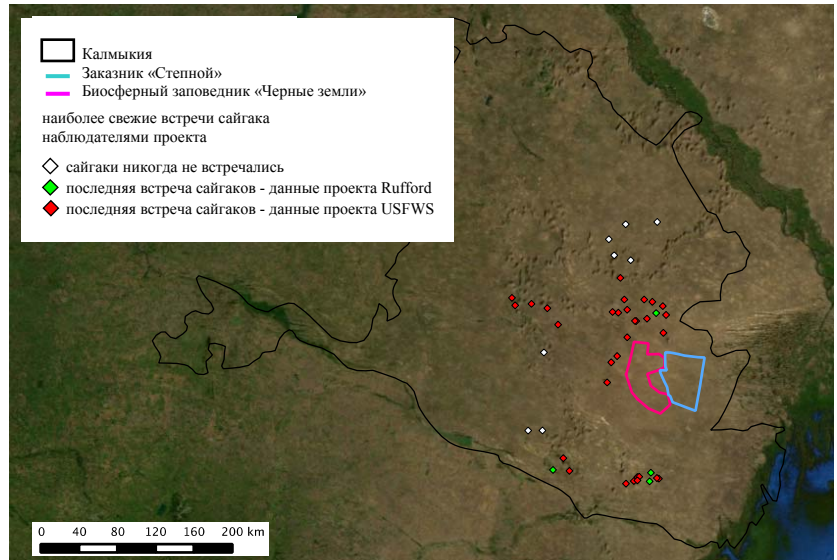 Калмыкия
Заказник «Степной»
Биосферный заповедник «Черные земли»
наиболее свежие встречи сайгака
наблюдателями проекта
сайгаки никогда не встречались
последняя встреча сайгаков - данные проекта Rufford
последняя встреча сайгаков - данные проекта USFWS
0 40 80 120 160 200 km